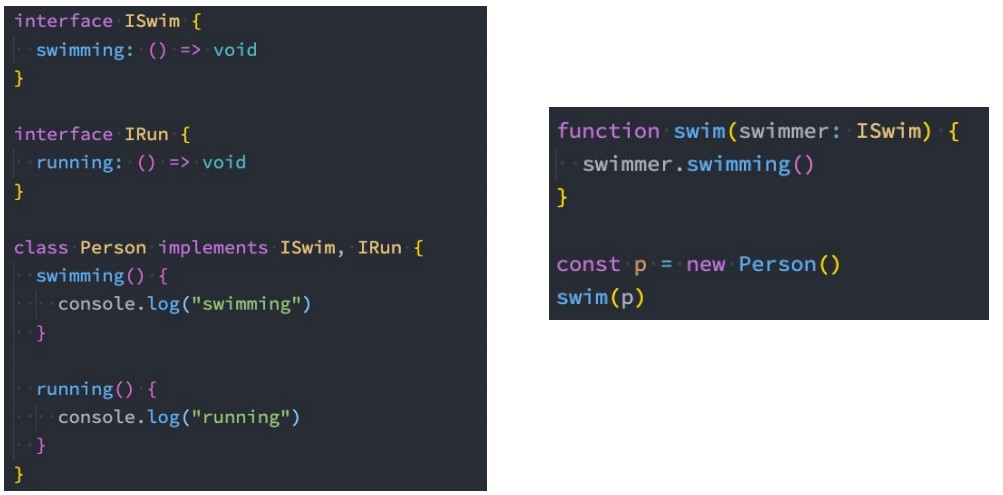 interface ISwim {
  swimming: () => void
}

interface IRun {
  running: () => void
}

class Person implements ISwim, IRun {
  swimming() {
    console.log("swimming")
  }

  running() {
    console.log("running")
  }
}

function swim(swimmer: ISwim) {
  swimmer.swimming()
}

const p = new Person()
swim(p)